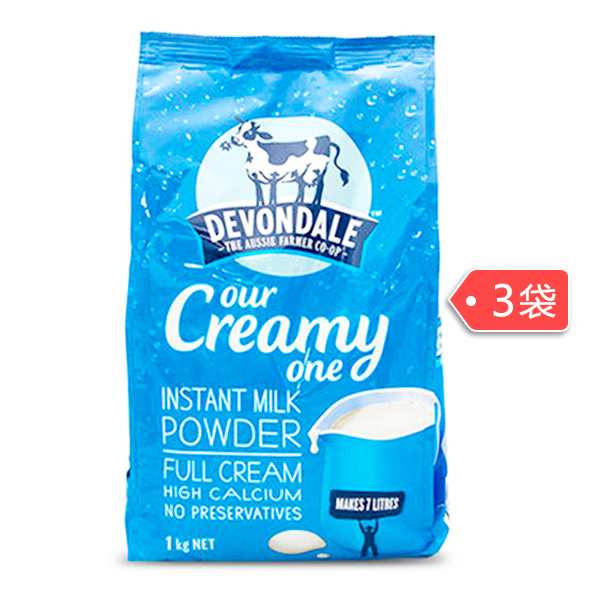 DEVONDALE™
THE AUSSIE FARMER CO-OP
our
Creamy
one
INSTANT MILK
POWDER
FULL CREAM
HIGH CALCIUM
NO PRESERVATIVES
MAKES 7 LITRES
1 kg NET
3袋